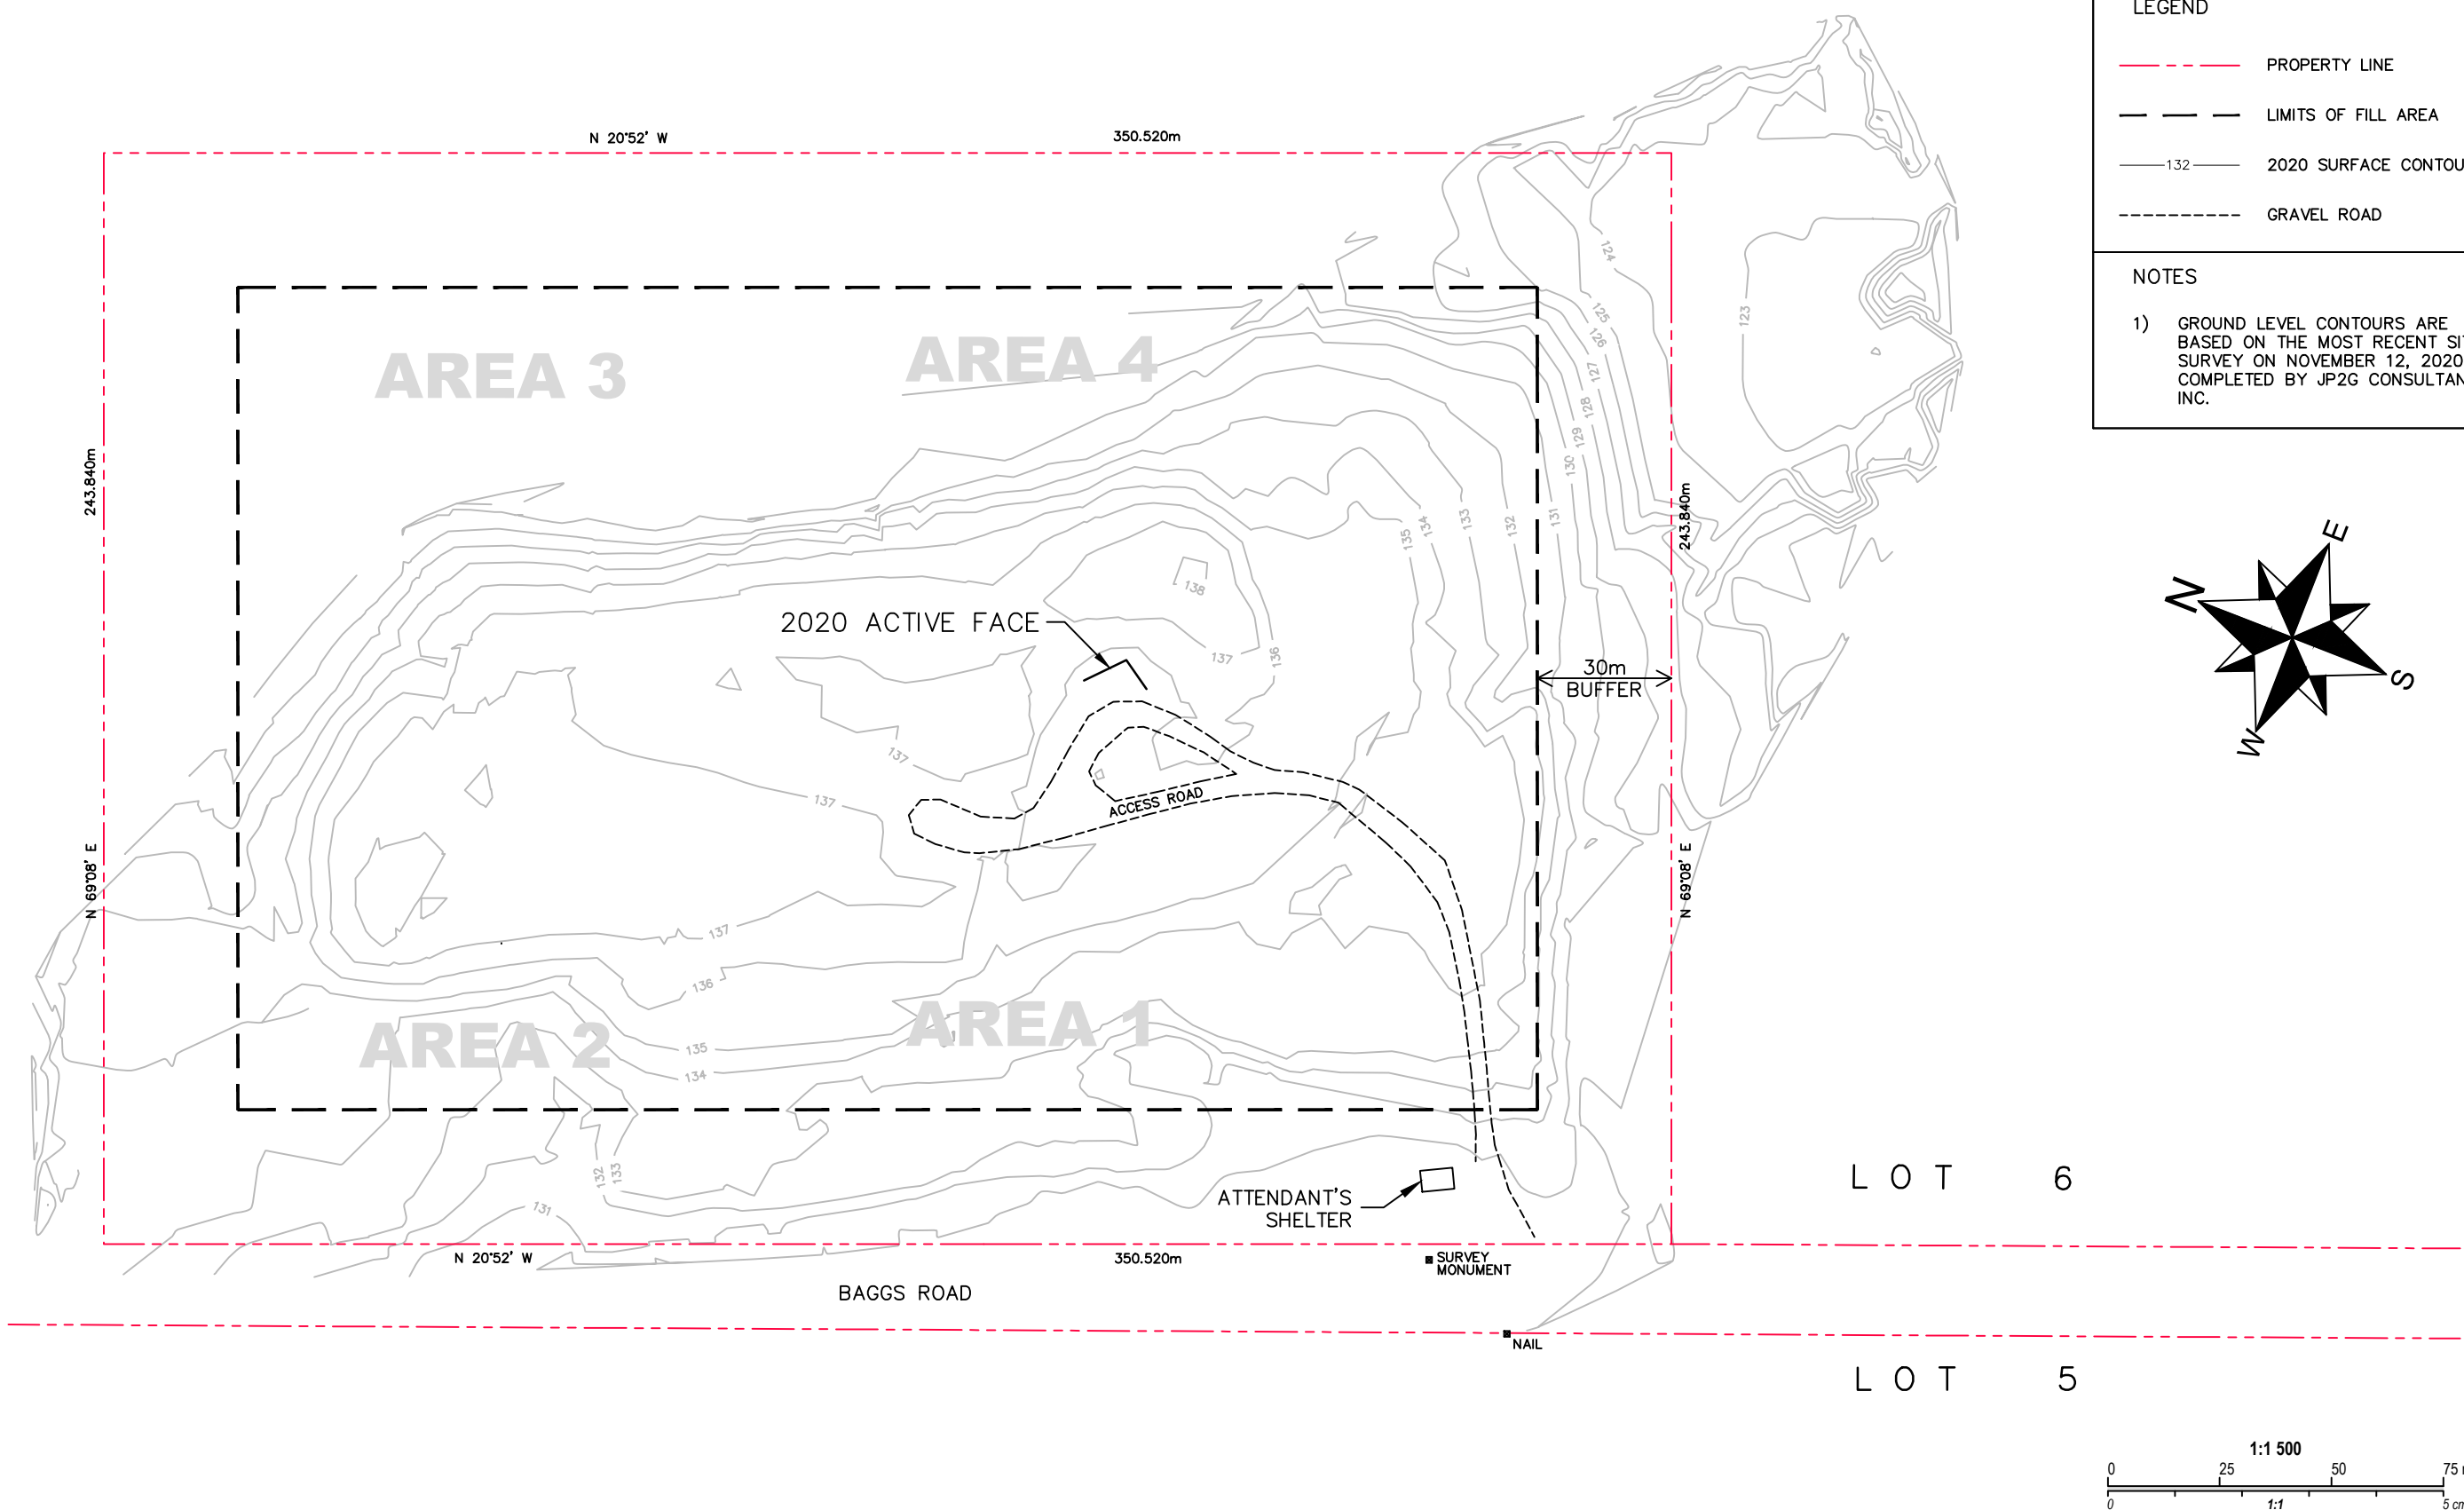 LEGEND
PROPERTY LINE
LIMITS OF FILL AREA
132
2020 SURFACE CONTOU
GRAVEL ROAD
NOTES
1) GROUND LEVEL CONTOURS ARE
BASED ON THE MOST RECENT SI
SURVEY ON NOVEMBER 12, 2020
COMPLETED BY JP2G CONSULTAN
INC.
N 20°52' W
350.520m
243.840m
N 69°08' E
AREA 3
AREA 4
124
125
126
127
128
129
130
131
132
133
134
135
123
243.840m
N 69°08' E
138
137
136
2020 ACTIVE FACE
30m
BUFFER
137
137
ACCESS ROAD
137
136
135
134
AREA 2
AREA 1
132
133
131
ATTENDANT'S
SHELTER
N 20°52' W
350.520m
SURVEY
MONUMENT
BAGGS ROAD
NAIL
LOT 6
LOT 5
N
E
S
W
1:1 500
0 25 50 75
0 1:1 5 cm